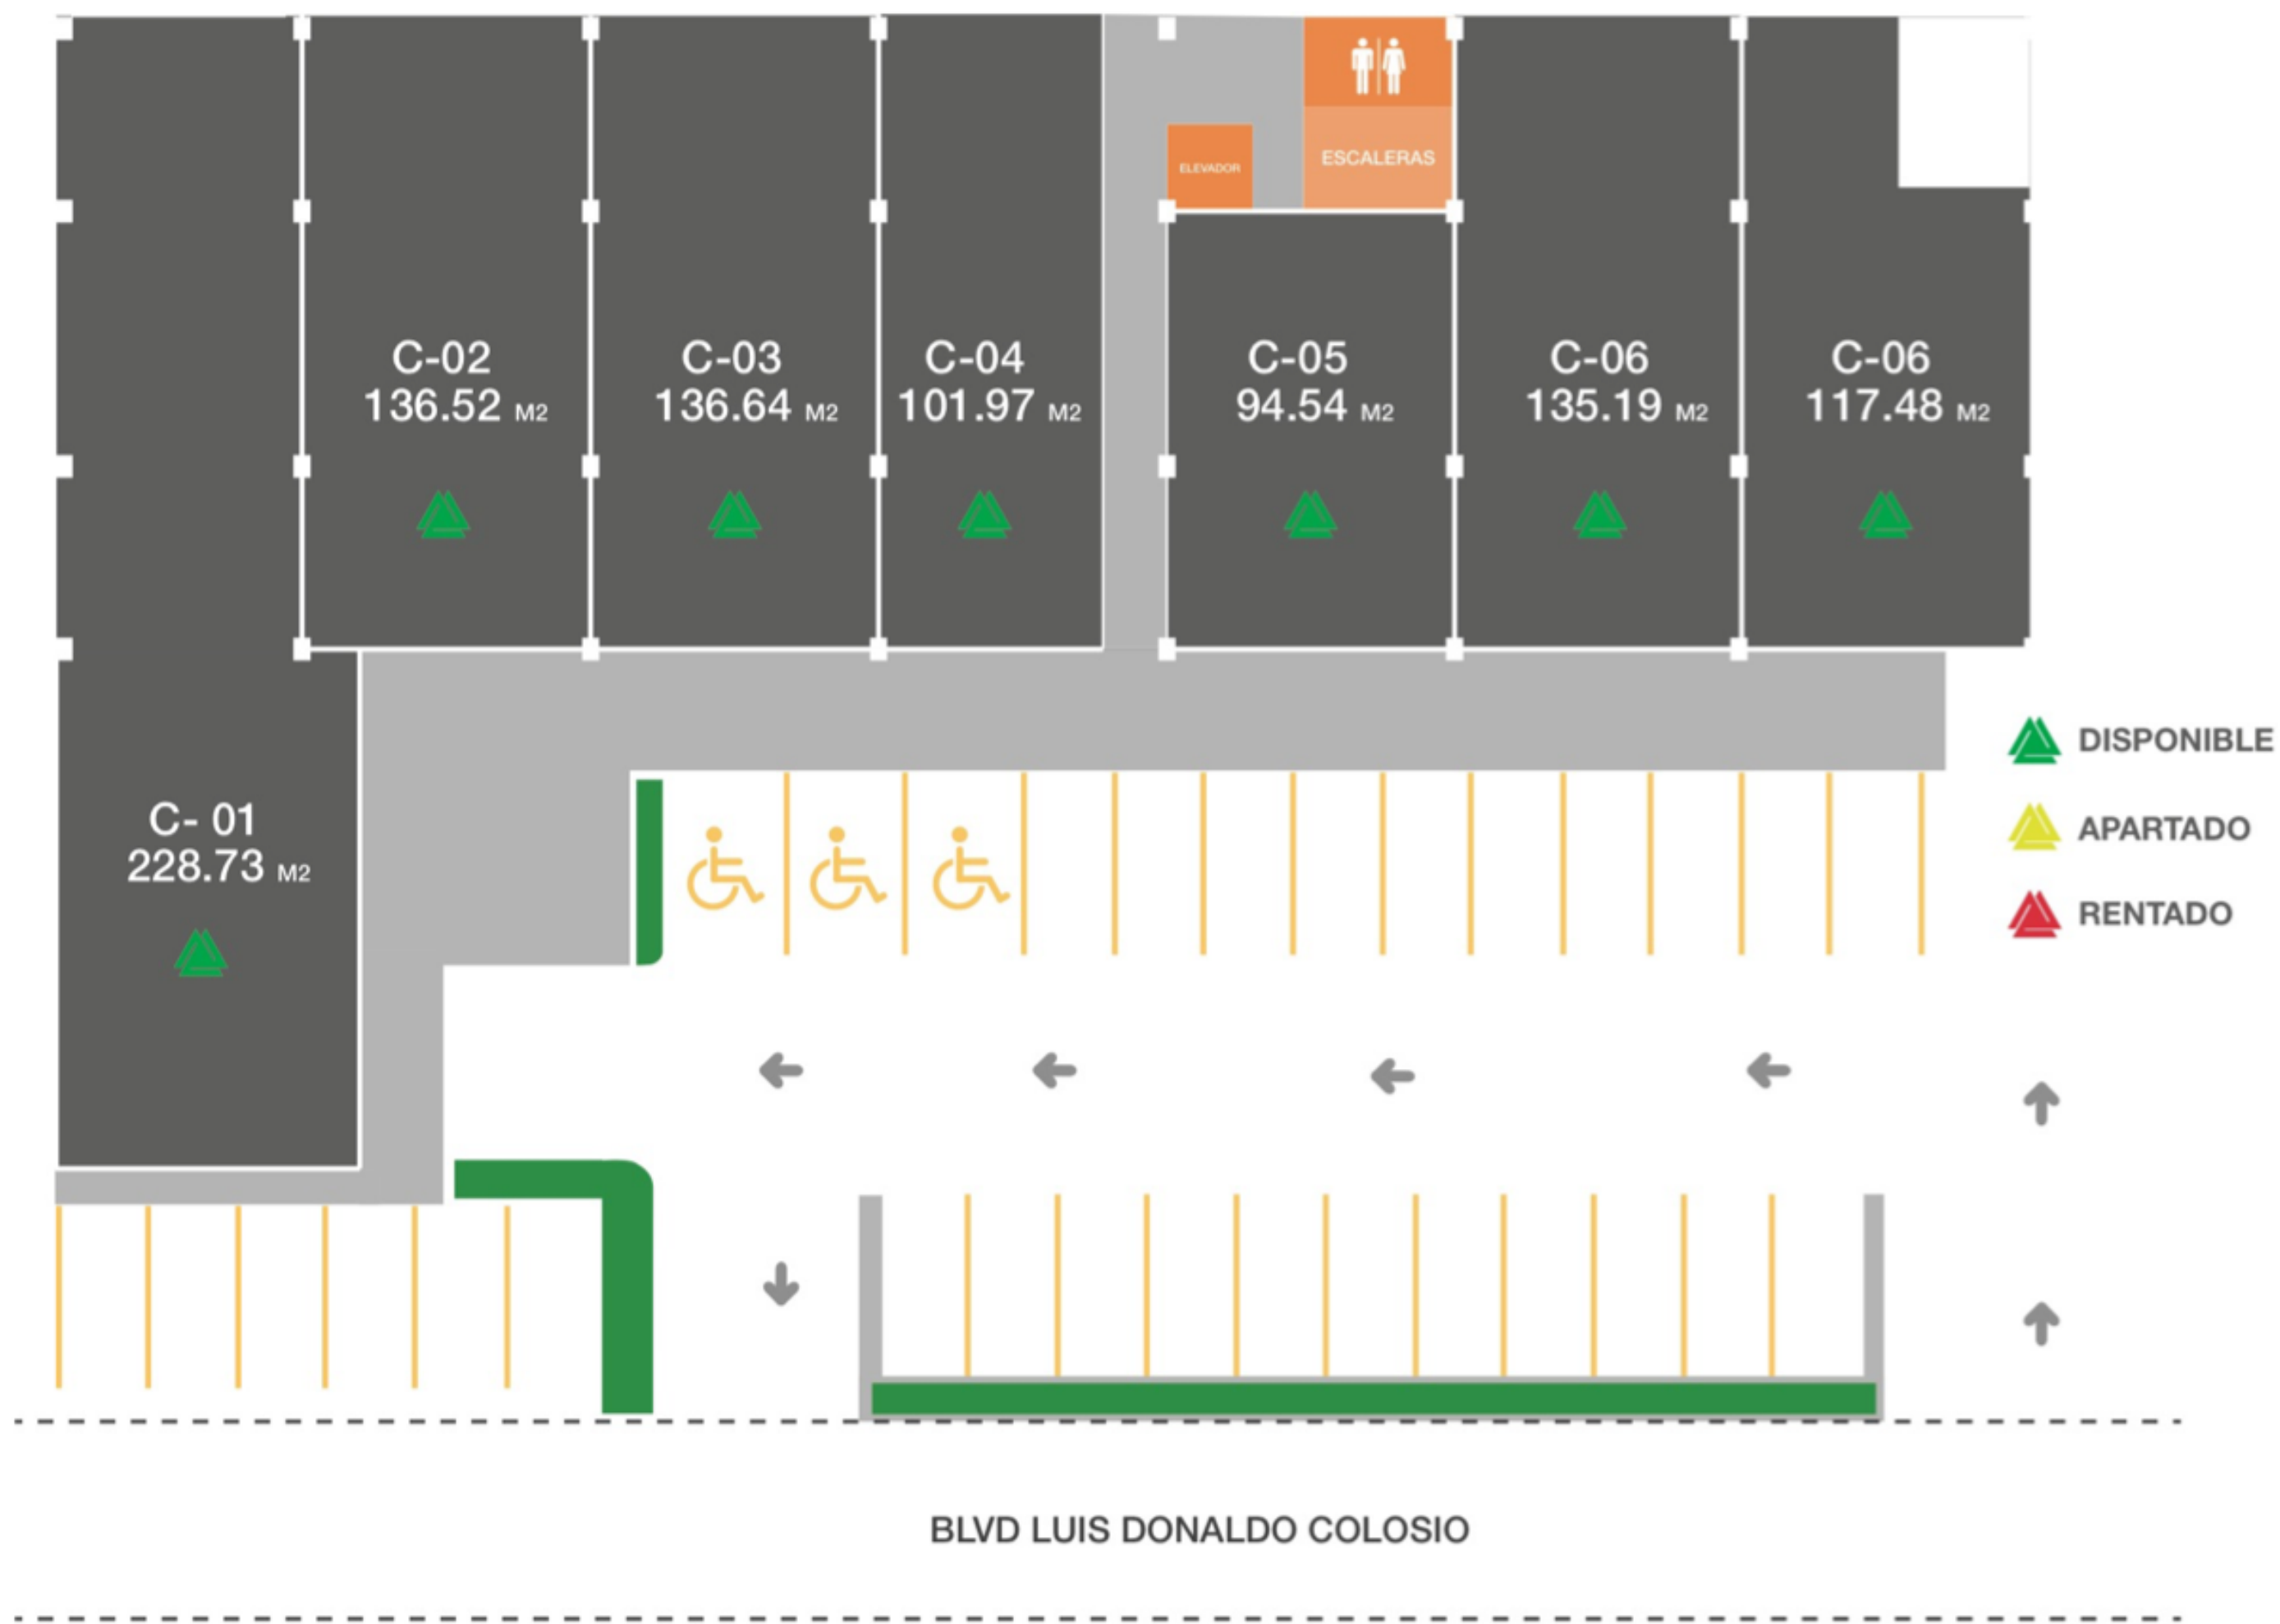 ELEVADOR
ESCALERAS
C-02
136.52 M2
C-03
136.64 M2
C-04
101.97 M2
C-05
94.54 M2
C-06
135.19 M2
C-06
117.48 M2
C- 01
228.73 M2
DISPONIBLE
APARTADO
RENTADO
BLVD LUIS DONALDO COLOSIO